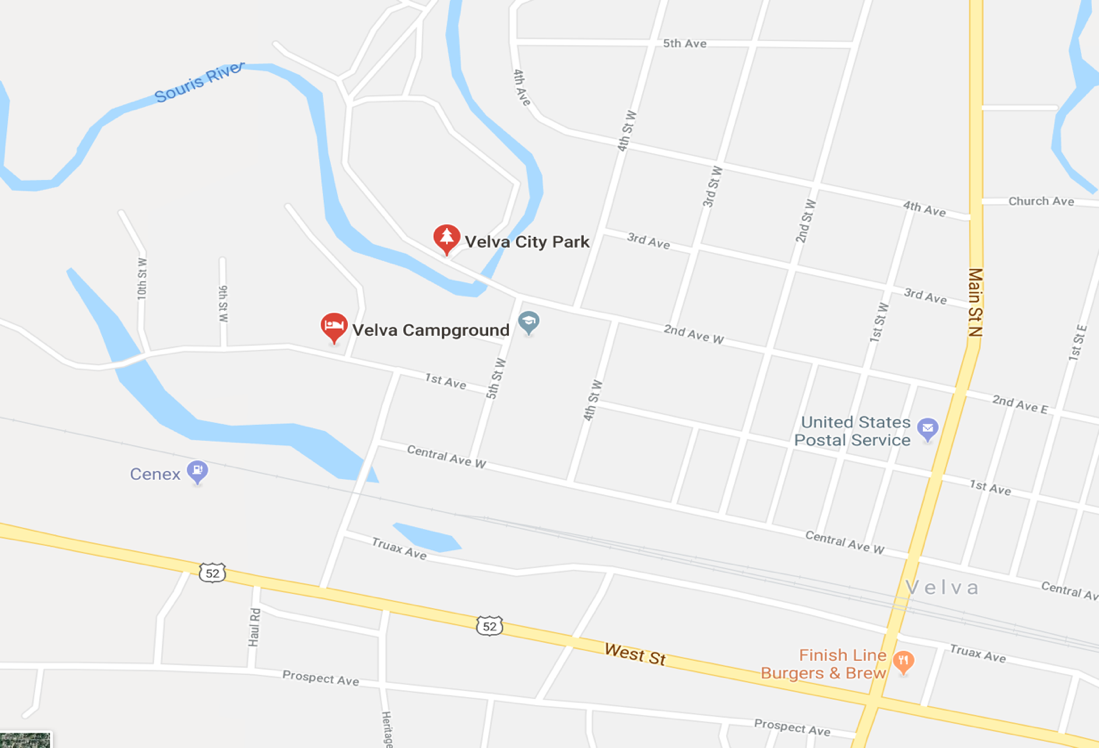 5th Ave
Souris River
4th Ave
4th St W
3rd St W
2nd St W
4th Ave
Church Ave
Velva City Park
3rd Ave
10th St W
9th St W
3rd Ave
Main St N
Velva Campground
2nd Ave W
1st St W
1st St E
1st Ave
5th St W
4th St W
2nd Ave E
United States
Postal Service
Central Ave W
Cenex
1st Ave
Truax Ave
Central Ave W
52
Velva
Central Av
Haul Rd
52
West St
Finish Line
Burgers & Brew
Truax Ave
Prospect Ave
Heritage
Prospect Ave